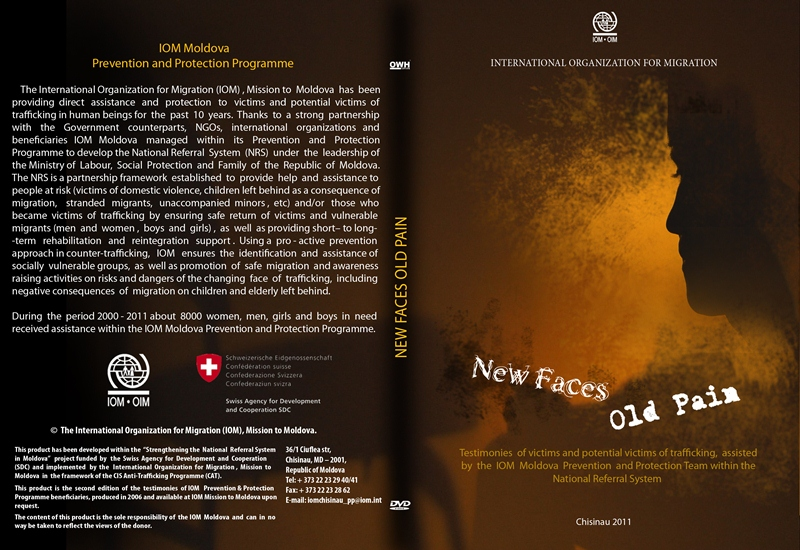 IOM Moldova
Prevention and Protection Programme
The International Organization for Migration (IOM) , Mission to Moldova has been
providing direct assistance and protection to victims and potential victims of
trafficking in human beings for the past 10 years. Thanks to a strong partnership
with the Government counterparts, NGOs, international organizations and
beneficiaries IOM Moldova managed within its Prevention and Protection
Programme to develop the National Referral System (NRS) under the leadership of
the Ministry of Labour, Social Protection and Family of the Republic of Moldova.
The NRS is a partnership framework established to provide help and assistance to
people at risk (victims of domestic violence, children left behind as a consequence of
migration, stranded migrants, unaccompanied minors , etc) and/or those who
became victims of trafficking by ensuring safe return of victims and vulnerable
migrants (men and women , boys and girls) , as well as providing short– to long-
-term rehabilitation and reintegration support . Using a pro - active prevention
approach in counter-trafficking, IOM ensures the identification and assistance of
socially vulnerable groups, as well as promotion of safe migration and awareness
raising activities on risks and dangers of the changing face of trafficking, including
negative consequences of migration on children and elderly left behind.
During the period 2000 - 2011 about 8000 women, men, girls and boys in need
received assistance within the IOM Moldova Prevention and Protection Programme.
IOM • OIM
Schweizerische Eidgenossenschaft
Confédération suisse
Confederazione Svizzera
Confederaziun svizra
Swiss Agency for Development
and Cooperation SDC
© The International Organization for Migration (IOM), Mission to Moldova.
This product has been developed within the "Strengthening the National Referral System
in Moldova" project funded by the Swiss Agency for Development and Cooperation
(SDC) and implemented by the International Organization for Migration , Mission to
Moldova in the framework of the CIS Anti-Trafficking Programme (CAT).
This product is the second edition of the testimonies of IOM Prevention & Protection
Programme beneficiaries, produced in 2006 and available at IOM Mission to Moldova upon
request.
The content of this product is the sole responsibility of the IOM Moldova and can in no
way be taken to reflect the views of the donor.
36/1 Ciuflea str,
Chisinau, MD – 2001,
Republic of Moldova
Tel: + 373 22 23 29 40/41
Fax: + 373 22 23 28 62
E-mail: iomchisinau_pp@iom.int
OWH
NEW FACES OLD PAIN
DVD
IOM • OIM
INTERNATIONAL ORGANIZATION FOR MIGRATION
New Faces
Old Pain
Testimonies of victims and potential victims of trafficking, assisted
by the IOM Moldova Prevention and Protection Team within the
National Referral System
Chisinau 2011